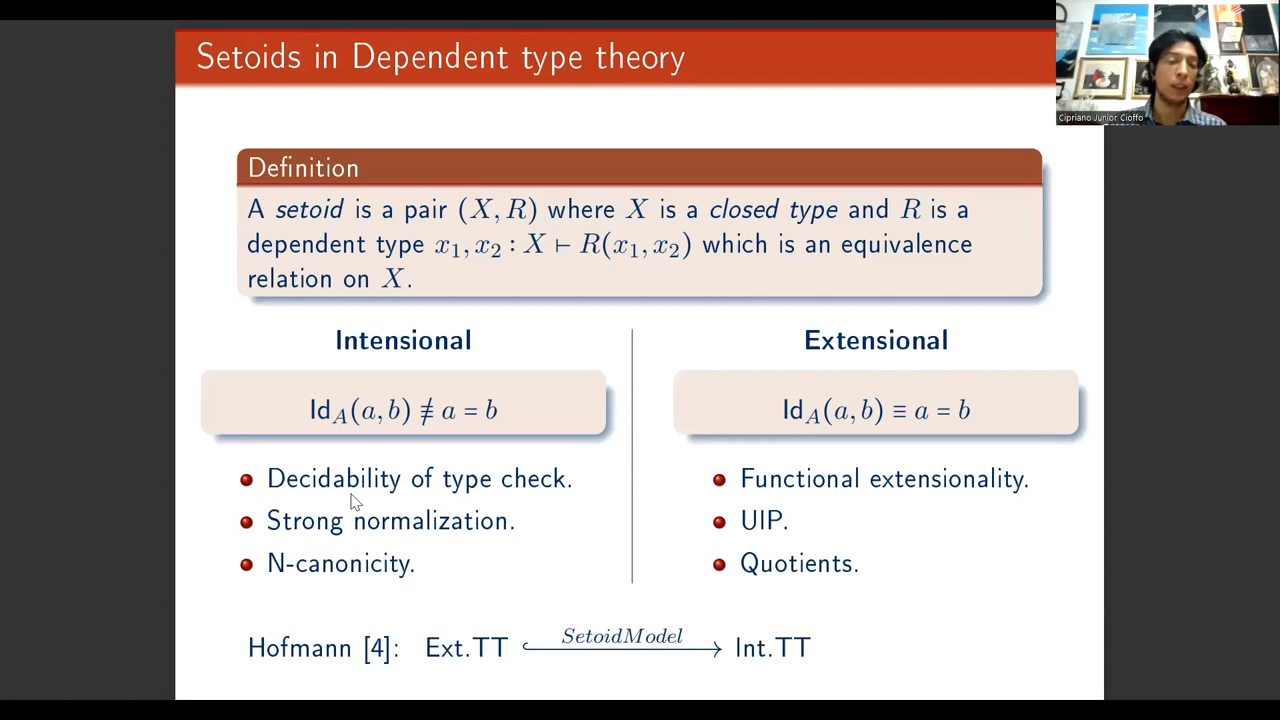 Setoids in Dependent type theory
Cipriano Junior Cioffo
Definition
A setoid is a pair (X, R) where X is a closed type and R is a
dependent type x₁, x₂ : X ⊢ R(x₁, x₂) which is an equivalence
relation on X.
Intensional
Id_A(a, b) ≢ a = b
• Decidability of type check.
• Strong normalization.
• N-canonicity.
Extensional
Id_A(a, b) ≡ a = b
• Functional extensionality.
• UIP.
• Quotients.
Hofmann [4]: Ext.TT ↪ SetoidModel → Int.TT